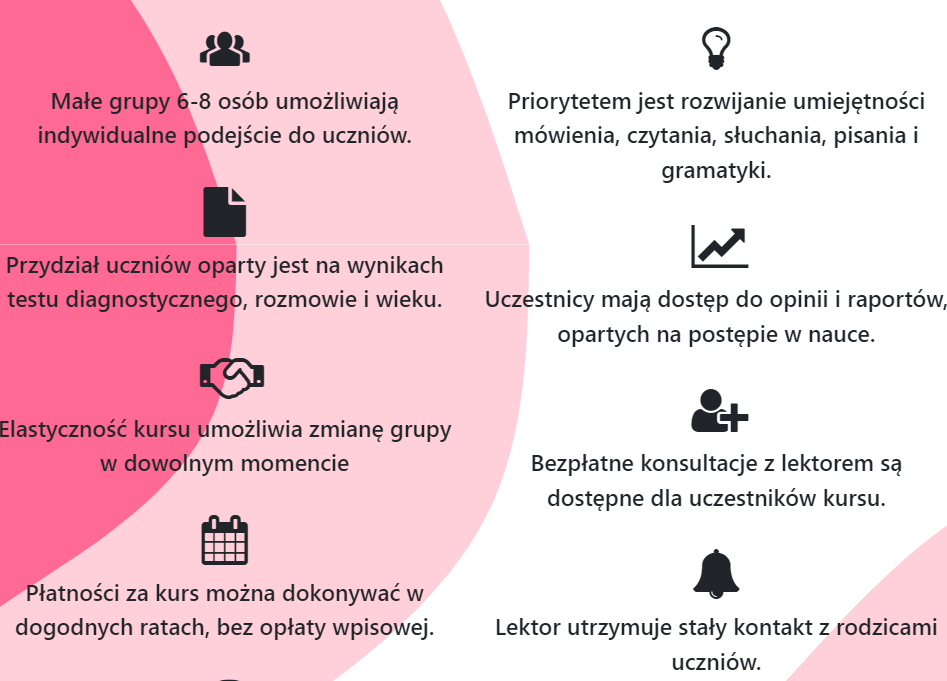 Małe grupy 6-8 osób umożliwiają
indywidualne podejście do uczniów.
Przydział uczniów oparty jest na wynikach
testu diagnostycznego, rozmowie i wieku.
Elastyczność kursu umożliwia zmianę grupy
w dowolnym momencie
Płatności za kurs można dokonywać w
dogodnych ratach, bez opłaty wpisowej.
Priorytetem jest rozwijanie umiejętności
mówienia, czytania, słuchania, pisania i
gramatyki.
Uczestnicy mają dostęp do opinii i raportów,
opartych na postępie w nauce.
Bezpłatne konsultacje z lektorem są
dostępne dla uczestników kursu.
Lektor utrzymuje stały kontakt z rodzicami
uczniów.